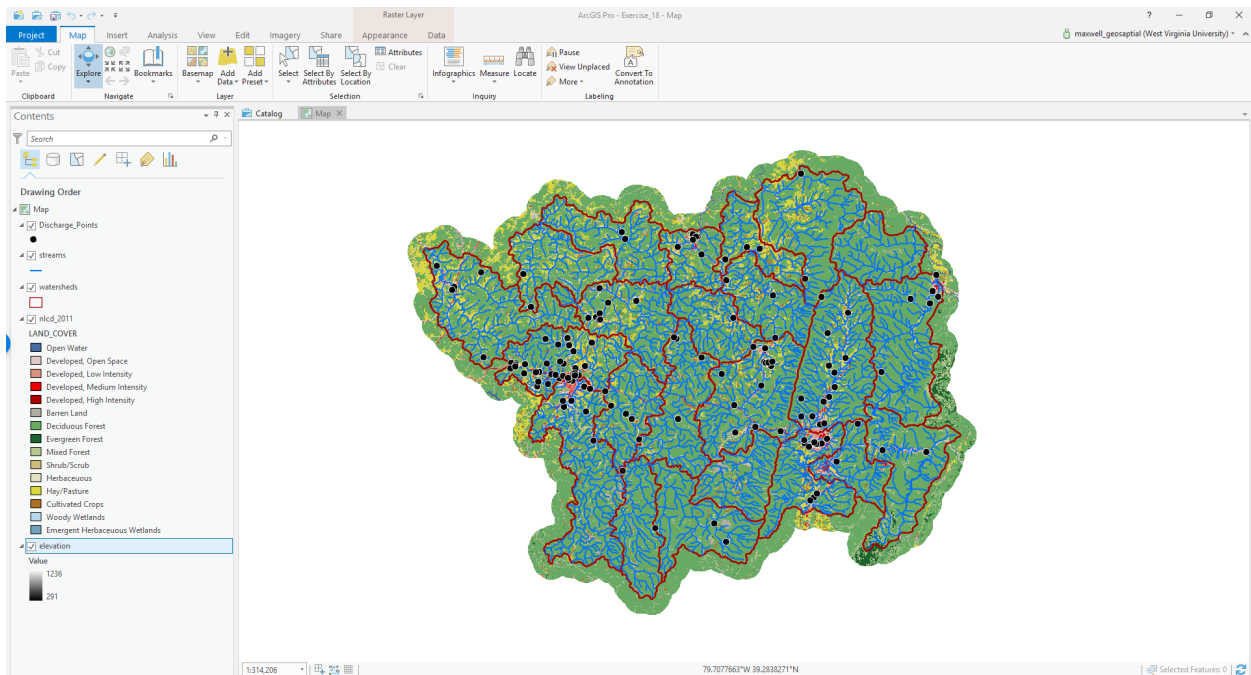 Raster Layer
ArcGIS Pro - Exercise_18 - Map
?
Project Map Insert Analysis View Edit Imagery Share Appearance Data
maxwell_geosaptial (West Virginia University)
Paste
Cut
Copy
Explore
Bookmarks
Basemap
Add Data
Add Preset
Select
Select By Attributes
Select By Location
Attributes
Clear
Infographics
Measure
Locate
Pause
View Unplaced
More
Convert To Annotation
Clipboard
Navigate
Layer
Selection
Inquiry
Labeling
Contents
Catalog
Map
Search
Drawing Order
Map
Discharge_Points
streams
watersheds
nlcd_2011
LAND_COVER
Open Water
Developed, Open Space
Developed, Low Intensity
Developed, Medium Intensity
Developed, High Intensity
Barren Land
Deciduous Forest
Evergreen Forest
Mixed Forest
Shrub/Scrub
Herbaceous
Hay/Pasture
Cultivated Crops
Woody Wetlands
Emergent Herbaceuous Wetlands
elevation
Value
1236
291
1:314,206
79.7077663°W 39.2838271°N
Selected Features: 0